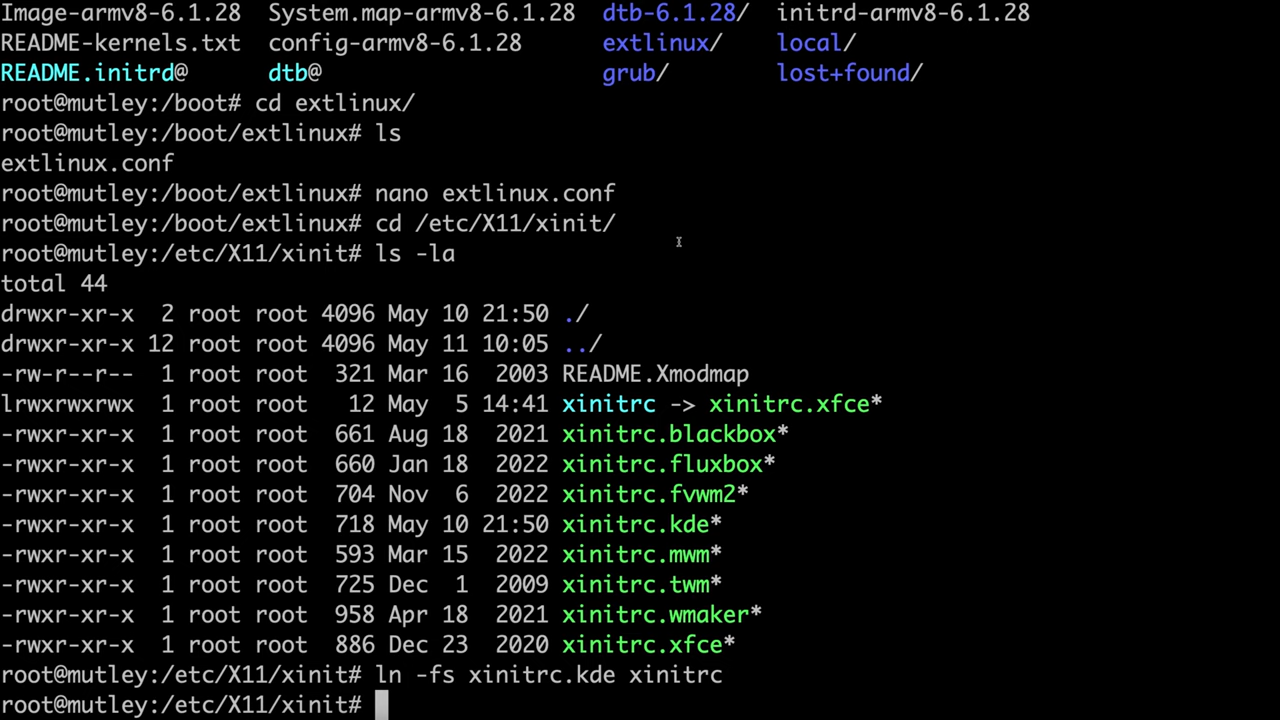 Image-armv8-6.1.28  System.map-armv8-6.1.28  dtb-6.1.28/  initrd-armv8-6.1.28
README-kernels.txt  config-armv8-6.1.28      extlinux/    local/
README.initrd@      dtb@                     grub/        lost+found/
root@mutley:/boot# cd extlinux/
root@mutley:/boot/extlinux# ls
extlinux.conf
root@mutley:/boot/extlinux# nano extlinux.conf
root@mutley:/boot/extlinux# cd /etc/X11/xinit/
root@mutley:/etc/X11/xinit# ls -la
total 44
drwxr-xr-x  2 root root 4096 May 10 21:50 ./
drwxr-xr-x 12 root root 4096 May 11 10:05 ../
-rw-r--r--  1 root root  321 Mar 16  2003 README.Xmodmap
lrwxrwxrwx  1 root root   12 May  5 14:41 xinitrc -> xinitrc.xfce*
-rwxr-xr-x  1 root root  661 Aug 18  2021 xinitrc.blackbox*
-rwxr-xr-x  1 root root  660 Jan 18  2022 xinitrc.fluxbox*
-rwxr-xr-x  1 root root  704 Nov  6  2022 xinitrc.fvwm2*
-rwxr-xr-x  1 root root  718 May 10 21:50 xinitrc.kde*
-rwxr-xr-x  1 root root  593 Mar 15  2022 xinitrc.mwm*
-rwxr-xr-x  1 root root  725 Dec  1  2009 xinitrc.twm*
-rwxr-xr-x  1 root root  958 Apr 18  2021 xinitrc.wmaker*
-rwxr-xr-x  1 root root  886 Dec 23  2020 xinitrc.xfce*
root@mutley:/etc/X11/xinit# ln -fs xinitrc.kde xinitrc
root@mutley:/etc/X11/xinit#